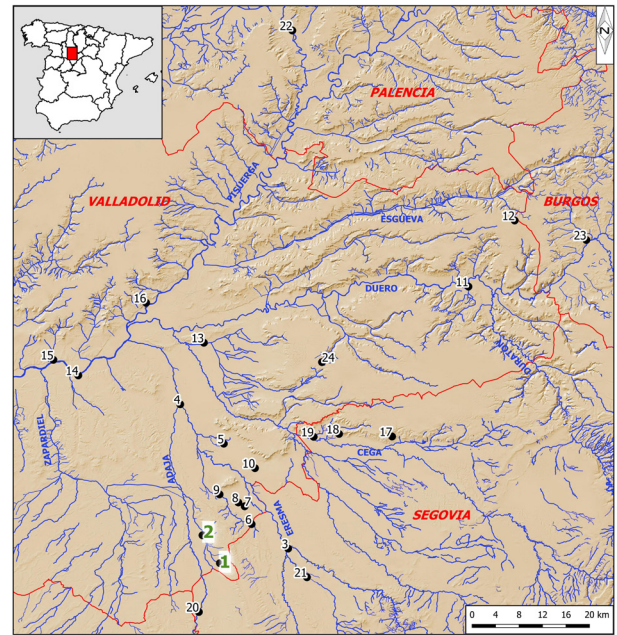 22
N
PALENCIA
PISUERGA
VALLADOLID
BURGOS
12
ESGUEVA
23
DUERO
11
16
13
DURATÓN
15
14
24
4
19
18
17
5
CEGA
ZAPARDIEL
ADAJA
10
9
8
7
ERESMA
SEGOVIA
6
2
3
1
21
20
0 4 8 12 16 20 km